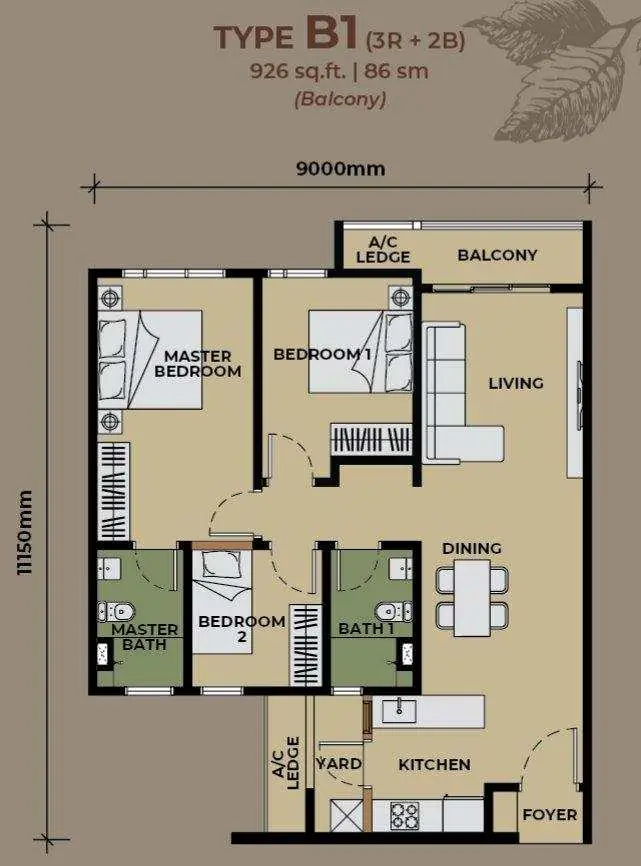 TYPE B1 (3R + 2B)
926 sq.ft. | 86 sm
(Balcony)
9000mm
A/C
LEDGE
BALCONY
MASTER
BEDROOM
BEDROOM 1
LIVING
11150mm
DINING
MASTER
BATH
BEDROOM
2
BATH 1
A/C
LEDGE
YARD
KITCHEN
FOYER